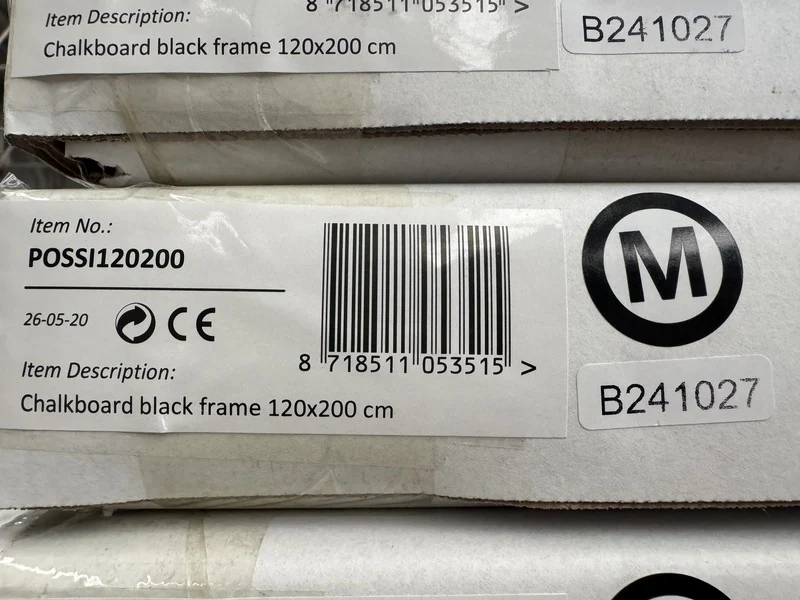 8 718511 053515 >
Item Description:
Chalkboard black frame 120x200 cm
B241027
Item No.:
POSSI120200
26-05-20 CE
8 718511 053515 >
Item Description:
Chalkboard black frame 120x200 cm
M
B241027